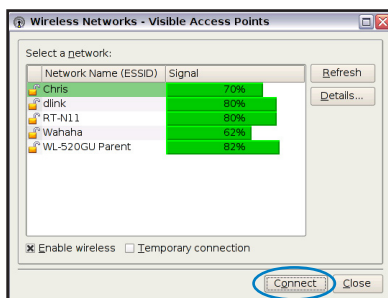 Wireless Networks - Visible Access Points
Select a network:
Network Name (ESSID) Signal
Chris 70%
dlink 80%
RT-N11 80%
Wahaha 62%
WL-520GU Parent 82%
Refresh
Details...
Enable wireless Temporary connection
Connect Close